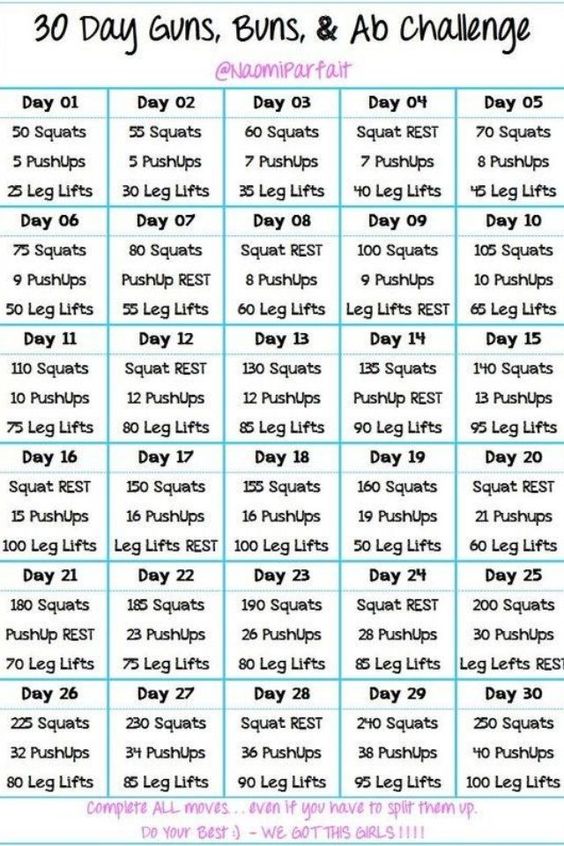 30 Day Guns, Buns, & Ab Challenge
@NaomiParfait
Day 01
50 Squats
5 PushUps
25 Leg Lifts
Day 02
55 Squats
5 PushUps
30 Leg Lifts
Day 03
60 Squats
7 PushUps
35 Leg Lifts
Day 04
Squat REST
7 PushUps
40 Leg Lifts
Day 05
70 Squats
8 PushUps
45 Leg Lifts
Day 06
75 Squats
9 PushUps
50 Leg Lifts
Day 07
80 Squats
PushUp REST
55 Leg Lifts
Day 08
Squat REST
8 PushUps
60 Leg Lifts
Day 09
100 Squats
9 PushUps
Leg Lifts REST
Day 10
105 Squats
10 PushUps
65 Leg Lifts
Day 11
110 Squats
10 PushUps
75 Leg Lifts
Day 12
Squat REST
12 PushUps
80 Leg Lifts
Day 13
130 Squats
12 PushUps
85 Leg Lifts
Day 14
135 Squats
PushUp REST
90 Leg Lifts
Day 15
140 Squats
13 PushUps
95 Leg Lifts
Day 16
Squat REST
15 PushUps
100 Leg Lifts
Day 17
150 Squats
16 PushUps
Leg Lifts REST
Day 18
155 Squats
16 PushUps
100 Leg Lifts
Day 19
160 Squats
19 PushUps
50 Leg Lifts
Day 20
Squat REST
21 Pushups
60 Leg Lifts
Day 21
180 Squats
PushUp REST
70 Leg Lifts
Day 22
185 Squats
23 PushUps
75 Leg Lifts
Day 23
190 Squats
26 PushUps
80 Leg Lifts
Day 24
Squat REST
28 PushUps
85 Leg Lifts
Day 25
200 Squats
30 PushUps
Leg Lefts REST
Day 26
225 Squats
32 PushUps
80 Leg Lifts
Day 27
230 Squats
34 PushUps
85 Leg Lifts
Day 28
Squat REST
36 PushUps
90 Leg Lifts
Day 29
240 Squats
38 PushUps
95 Leg Lifts
Day 30
250 Squats
40 PushUps
100 Leg Lifts
Complete ALL moves. . . even if you have to split them up.
Do Your Best :) - WE GOT THIS GIRLS ! ! ! !